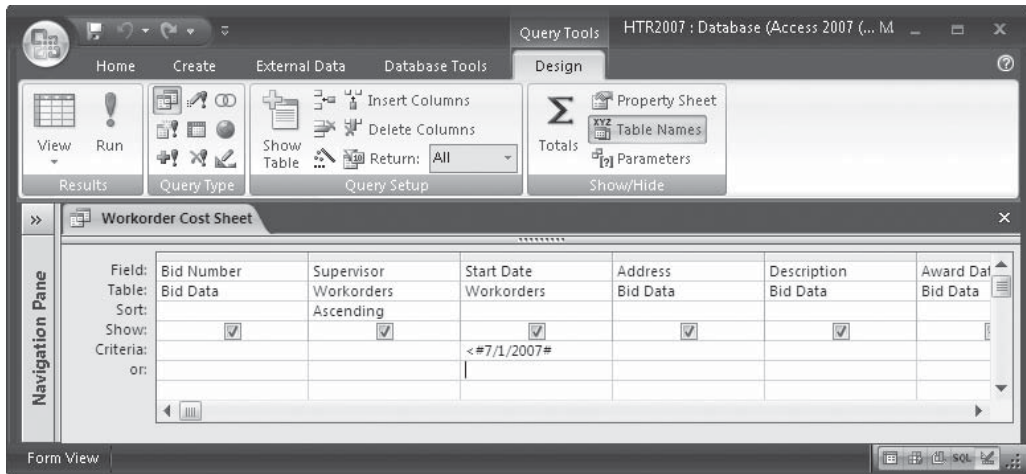 Query Tools HTR2007 : Database (Access 2007 (... M
Home Create External Data Database Tools Design
View
Run
Show Table
Insert Columns
Delete Columns
Return: All
Totals
Property Sheet
XYZ Table Names
[?] Parameters
Results Query Type Query Setup Show/Hide
» Workorder Cost Sheet
Navigation Pane
Field: Bid Number Supervisor Start Date Address Description Award Dat
Table: Bid Data Workorders Workorders Bid Data Bid Data Bid Data
Sort: Ascending
Show:
Criteria: <#7/1/2007#
or:
Form View SQL